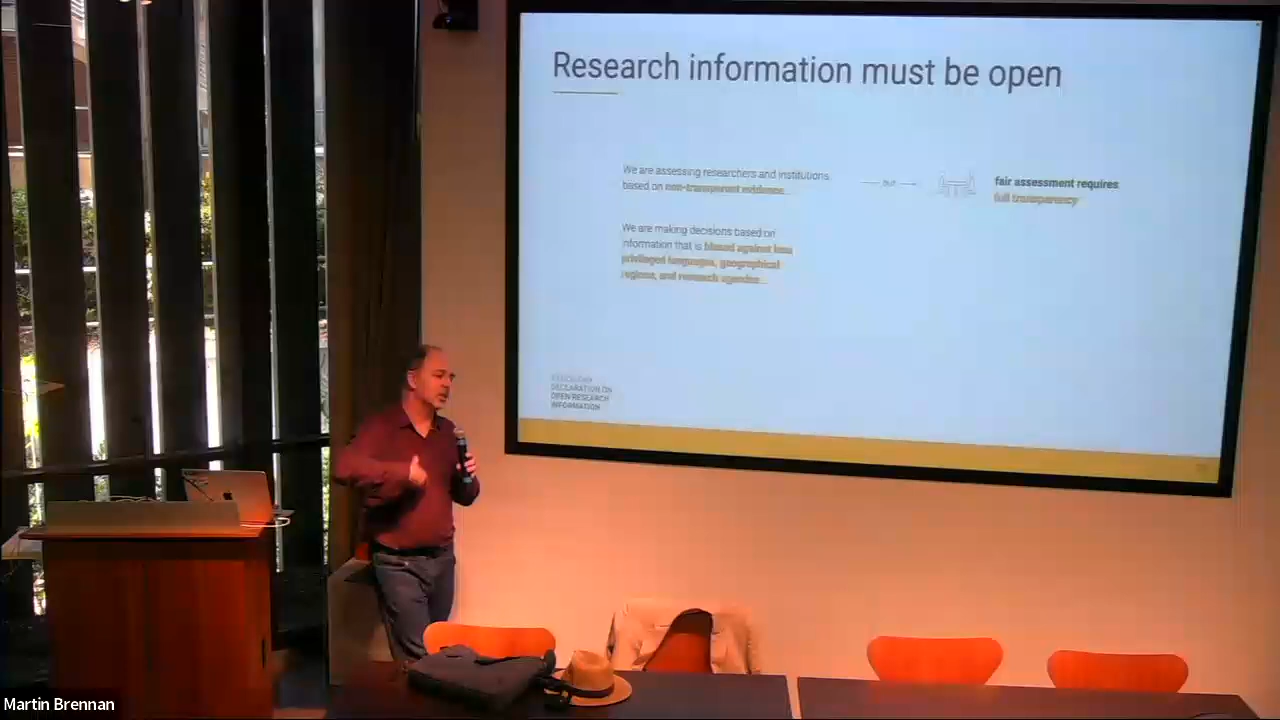 Research information must be open
We are assessing researchers and institutions
based on non-transparent evidence...
but
fair assessment requires
full transparency
We are making decisions based on
information that is biased against less
privileged languages, geographical
regions, and research agendas...
DECLARATION ON
OPEN RESEARCH
INFORMATION
Martin Brennan